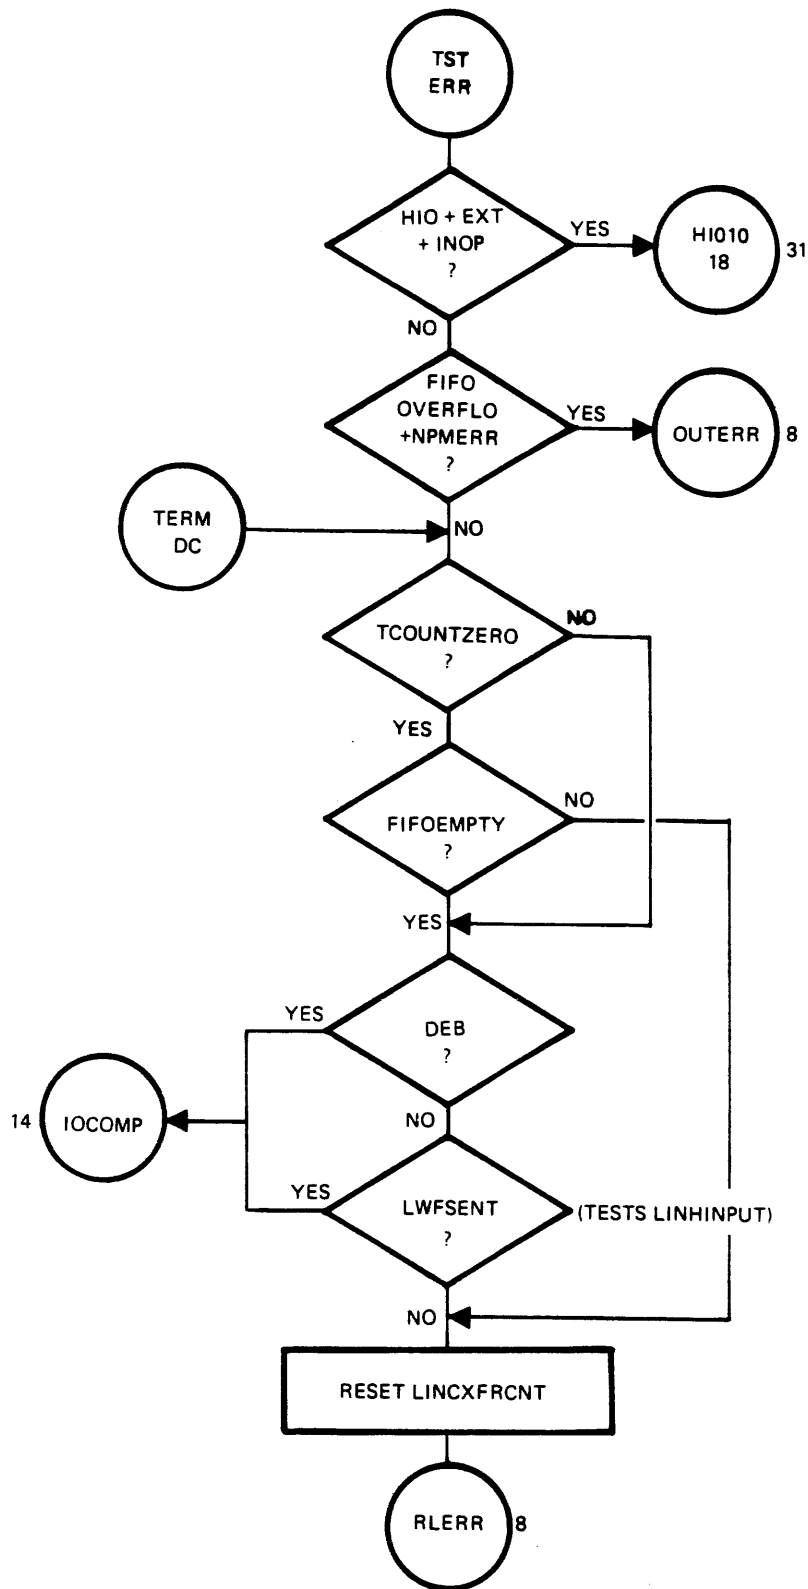 TST
ERR
HIO + EXT
+ INOP
?
YES
HI010
18
31
NO
FIFO
OVERFLO
+NPMERR
?
YES
OUTERR
8
TERM
DC
NO
TCOUNTZERO
?
NO
YES
FIFOEMPTY
?
NO
YES
DEB
?
YES
14
IOCOMP
NO
YES
LWFSENT
?
(TESTS LINHINPUT)
NO
RESET LINCXFRCNT
RLERR
8